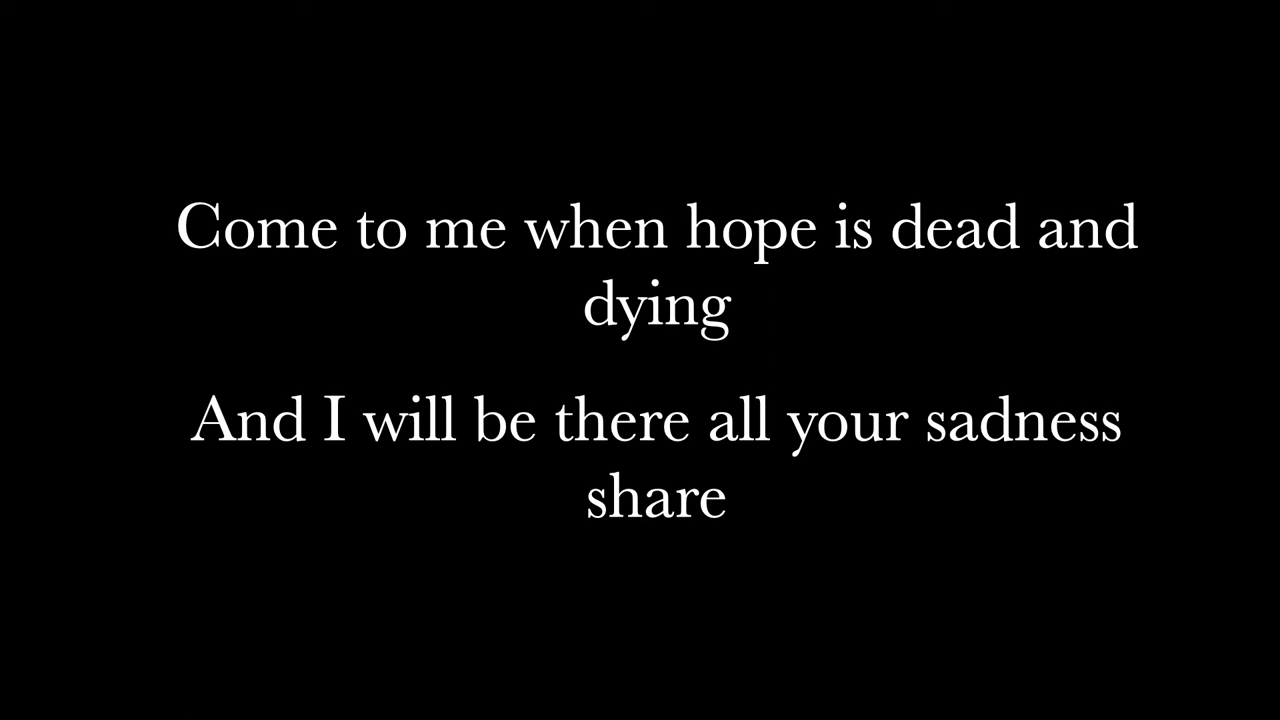 Come to me when hope is dead and
dying
And I will be there all your sadness
share